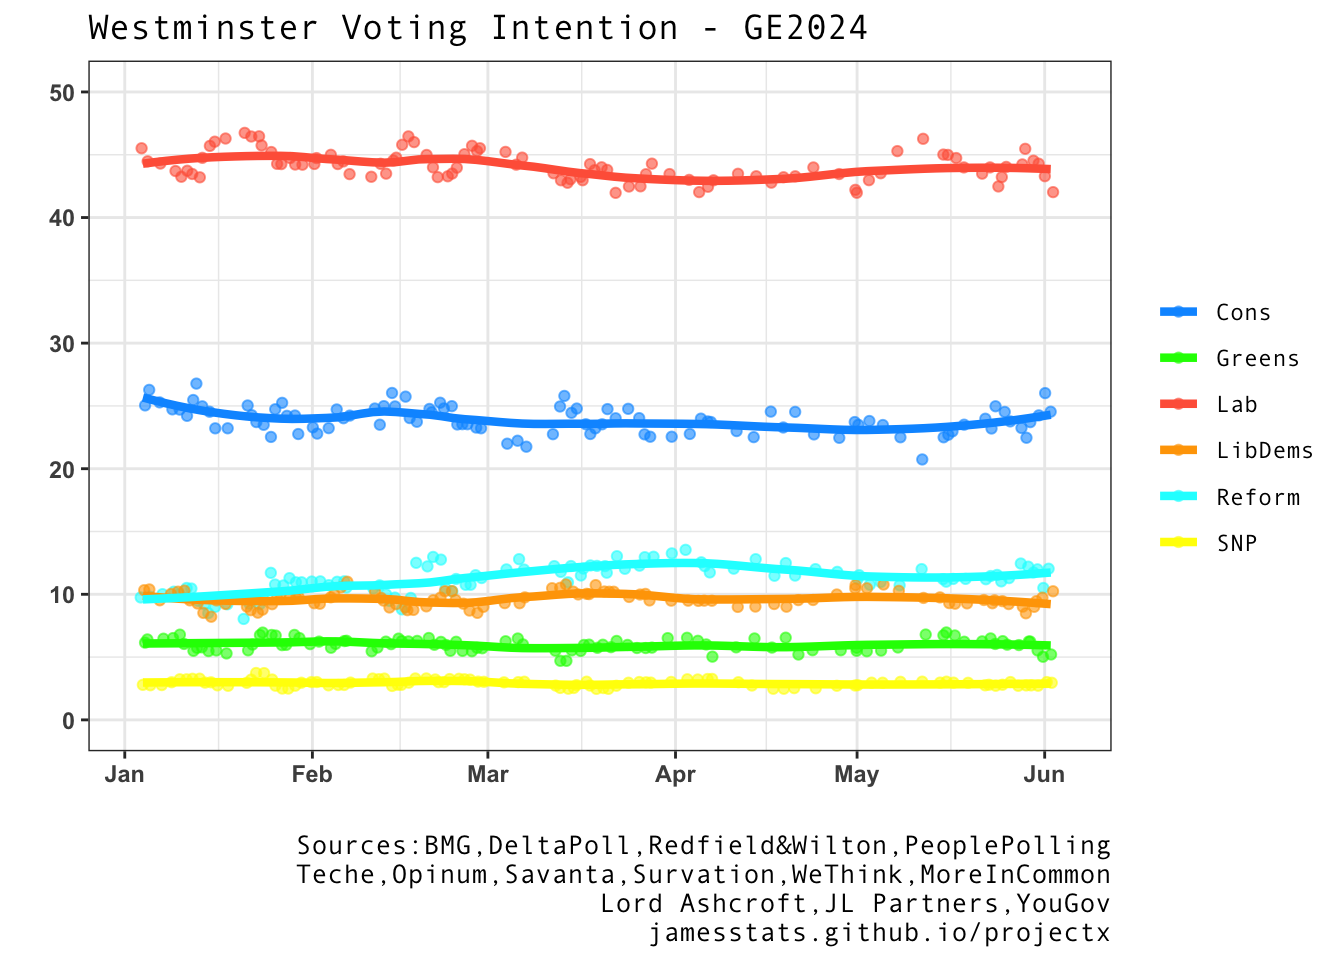 Westminster Voting Intention - GE2024
50
40
30
20
10
0
Jan Feb Mar Apr May Jun
Cons
Greens
Lab
LibDems
Reform
SNP
Sources:BMG,DeltaPoll,Redfield&Wilton,PeoplePolling
Teche,Opinum,Savanta,Survation,WeThink,MoreInCommon
Lord Ashcroft,JL Partners,YouGov
jamesstats.github.io/projectx